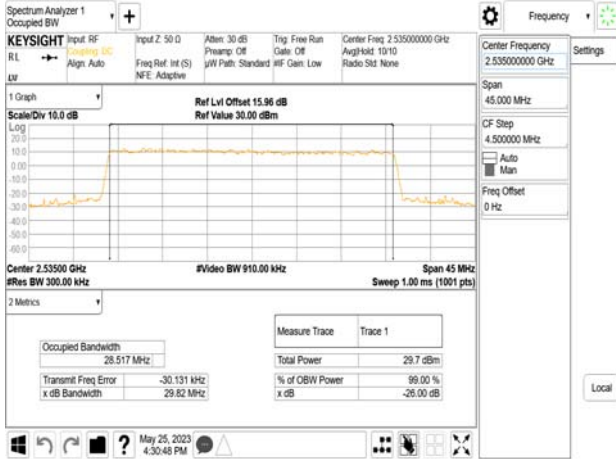 Spectrum Analyzer 1
Occupied BW
Frequency
KEYSIGHT Input: RF Input Z: 50 Ω Atten: 30 dB Trig: Free Run Center Freq: 2.535000000 GHz
Coupling: DC Preamp: Off Gate: Off Avg|Hold: 10/10
RL Align: Auto Freq Ref: Int (S) µW Path: Standard #IF Gain: Low Radio Std: None
NFE: Adaptive
1 Graph
Ref Lvl Offset 15.96 dB
Scale/Div 10.0 dB Ref Value 30.00 dBm
Log
20.0
10.0
0.00
-10.0
-20.0
-30.0
-40.0
-50.0
-60.0
Center 2.53500 GHz #Video BW 910.00 kHz Span 45 MHz
#Res BW 300.00 kHz Sweep 1.00 ms (1001 pts)
2 Metrics
Measure Trace Trace 1
Occupied Bandwidth
28.517 MHz Total Power 29.7 dBm
Transmit Freq Error -30.131 kHz % of OBW Power 99.00 %
x dB Bandwidth 29.82 MHz x dB -26.00 dB
May 25, 2023
4:30:48 PM
Center Frequency
2.535000000 GHz
Settings
Span
45.000 MHz
CF Step
4.500000 MHz
Auto
Man
Freq Offset
0 Hz
Local